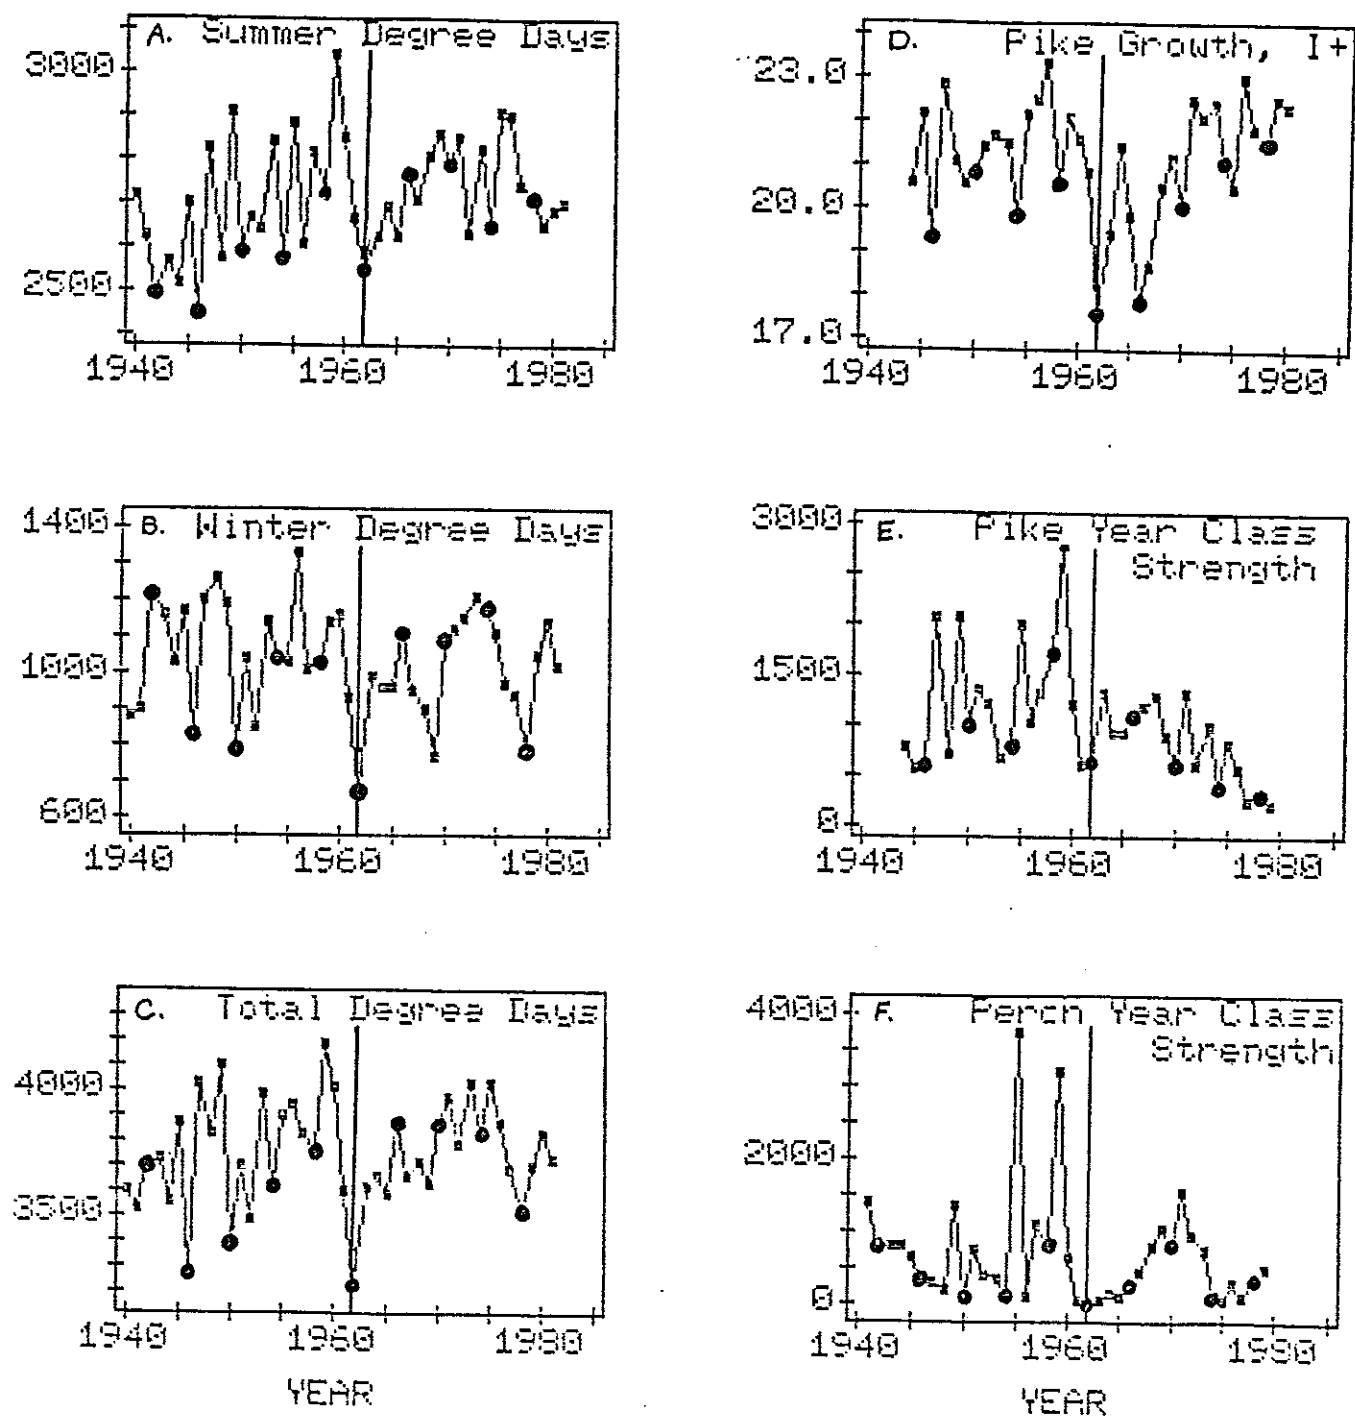 A. Summer Degree Days
3000
2500
1940 1960 1980
B. Winter Degree Days
1400
1000
600
1940 1960 1980
C. Total Degree Days
4000
3500
1940 1960 1980
YEAR
D. Pike Growth, I+
23.0
20.0
17.0
1940 1960 1980
E. Pike Year Class
Strength
3000
1500
0
1940 1960 1980
F. Perch Year Class
Strength
4000
2000
0
1940 1960 1980
YEAR